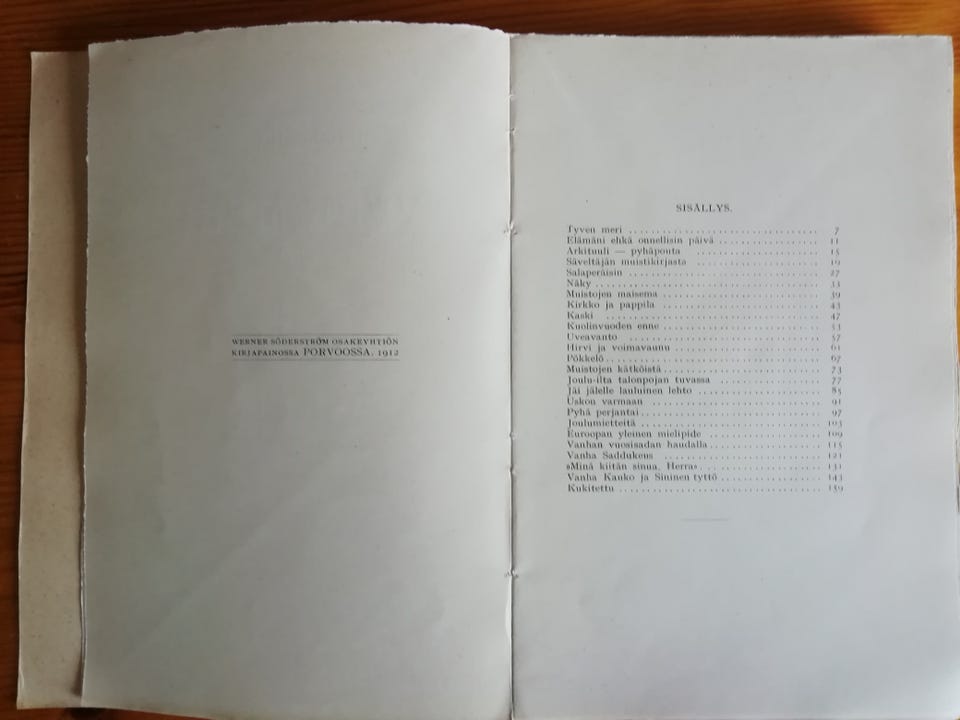 WERNER SÖDERSTRÖM OSAKEYHTIÖN
KIRJAPAINOSSA PORVOOSSA. 1912
SISÄLLYS.
Tyven meri .............................. 7
Elämäni ehkä onnellisin päivä .............................. 11
Arkituuli — pyhäpouta .............................. 15
Säveltäjän muistikirjasta .............................. 19
Salaperäisin .............................. 27
Näky .............................. 33
Muistojen maisema .............................. 39
Kirkko ja pappila .............................. 43
Kaski .............................. 47
Kuolinvuoden enne .............................. 53
Uveavanto .............................. 57
Hirvi ja voimavaunu .............................. 61
Pökkelö .............................. 67
Muistojen kätköistä .............................. 73
Joulu-ilta talonpojan tuvassa .............................. 77
Jäi jälelle lauluinen lehto .............................. 85
Uskon varmaan .............................. 91
Pyhä perjantai .............................. 97
Joulumietteitä .............................. 103
Euroopan yleinen mielipide .............................. 109
Vanhan vuosisadan haudalla .............................. 115
Vanha Saddukeus .............................. 121
»Minä kiitän sinua, Herra» .............................. 131
Vanha Kauko ja Sininen tyttö .............................. 143
Kukitettu .............................. 159